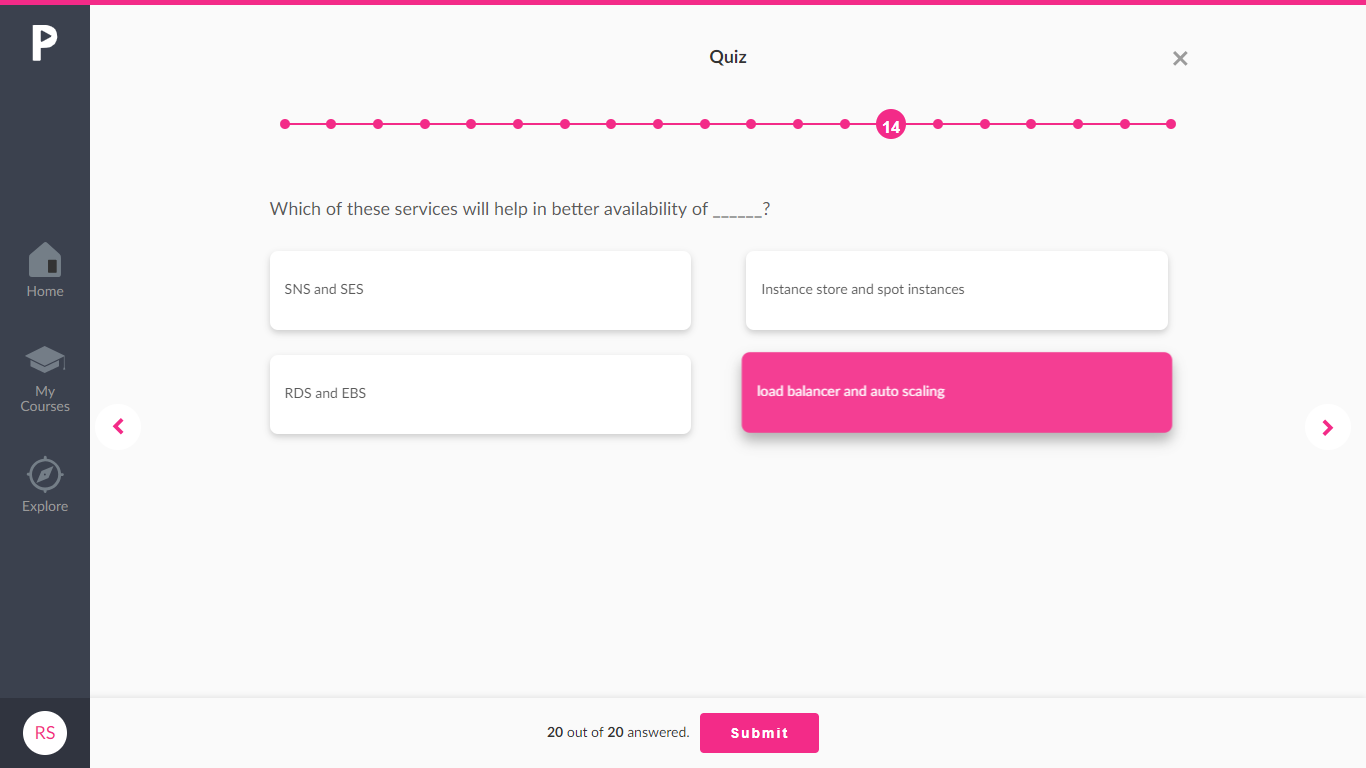 P
Quiz
14
Which of these services will help in better availability of ______?
SNS and SES
Instance store and spot instances
RDS and EBS
load balancer and auto scaling
Home
My
Courses
Explore
RS
20 out of 20 answered.
Submit